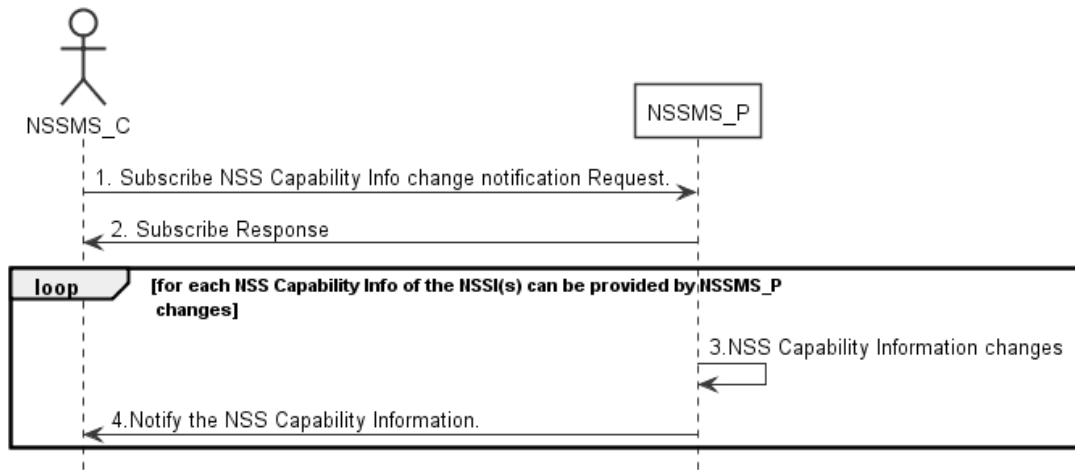 NSSMS_C
NSSMS_P
1. Subscribe NSS Capability Info change notification Request.
2. Subscribe Response
loop [for each NSS Capability Info of the NSSI(s) can be provided by NSSMS_P
changes]
3.NSS Capability Information changes
4.Notify the NSS Capability Information.